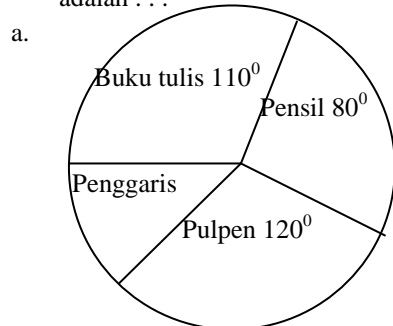 adalah . . .
a.
Buku tulis 110⁰
Pensil 80⁰
Penggaris
Pulpen 120⁰